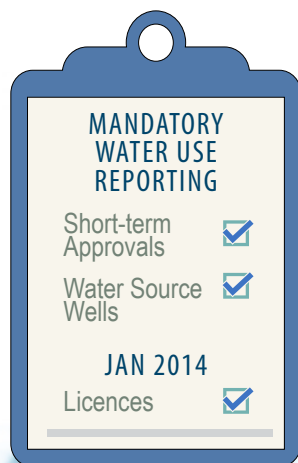 MANDATORY
WATER USE
REPORTING
Short-term
Approvals
Water Source
Wells
JAN 2014
Licences